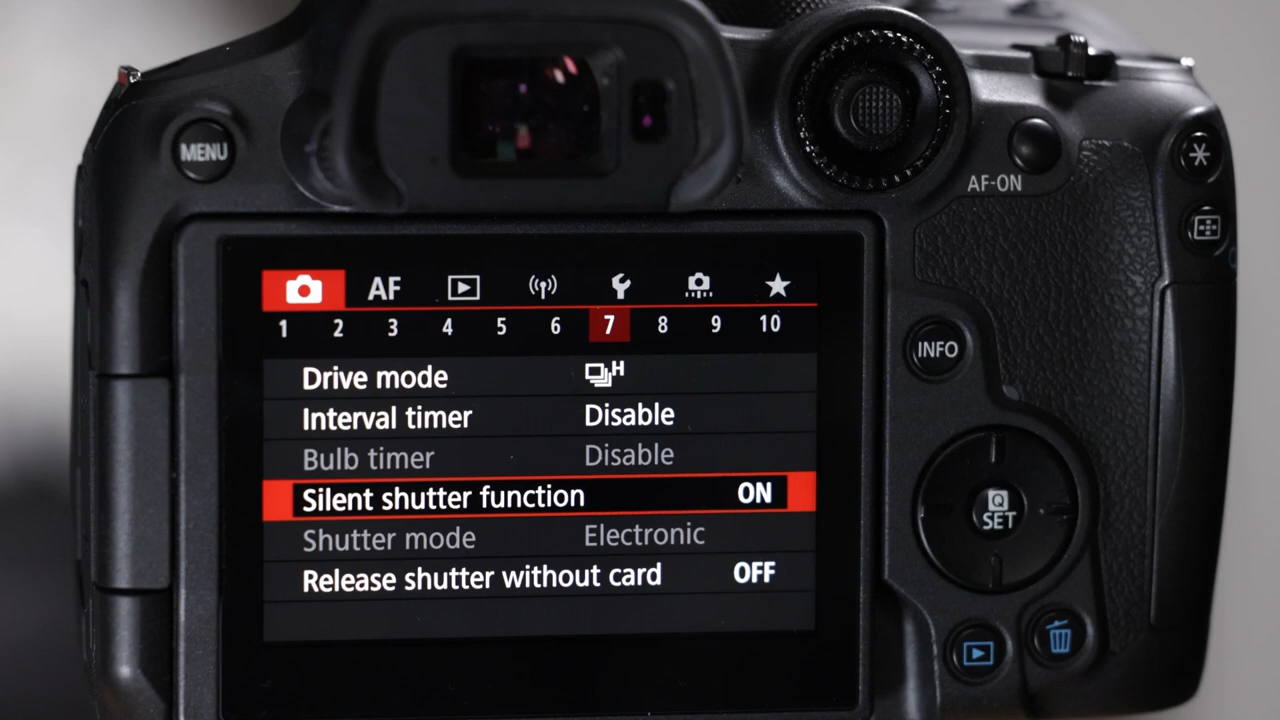 MENU
AF-ON
AF
1 2 3 4 5 6 7 8 9 10
INFO
Drive mode H
Interval timer Disable
Bulb timer Disable
Silent shutter function ON
Q
SET
Shutter mode Electronic
Release shutter without card OFF